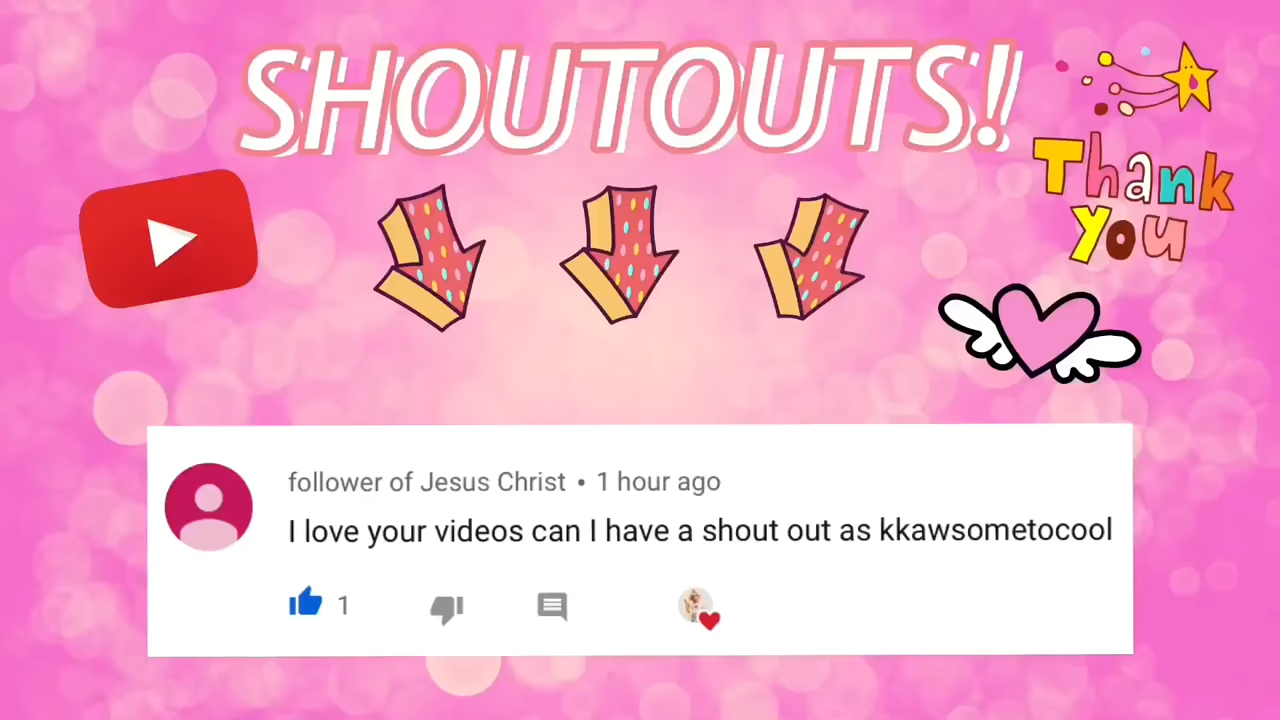 SHOUTOUTS!
Thank
you
follower of Jesus Christ • 1 hour ago
I love your videos can I have a shout out as kkawsometocool
1